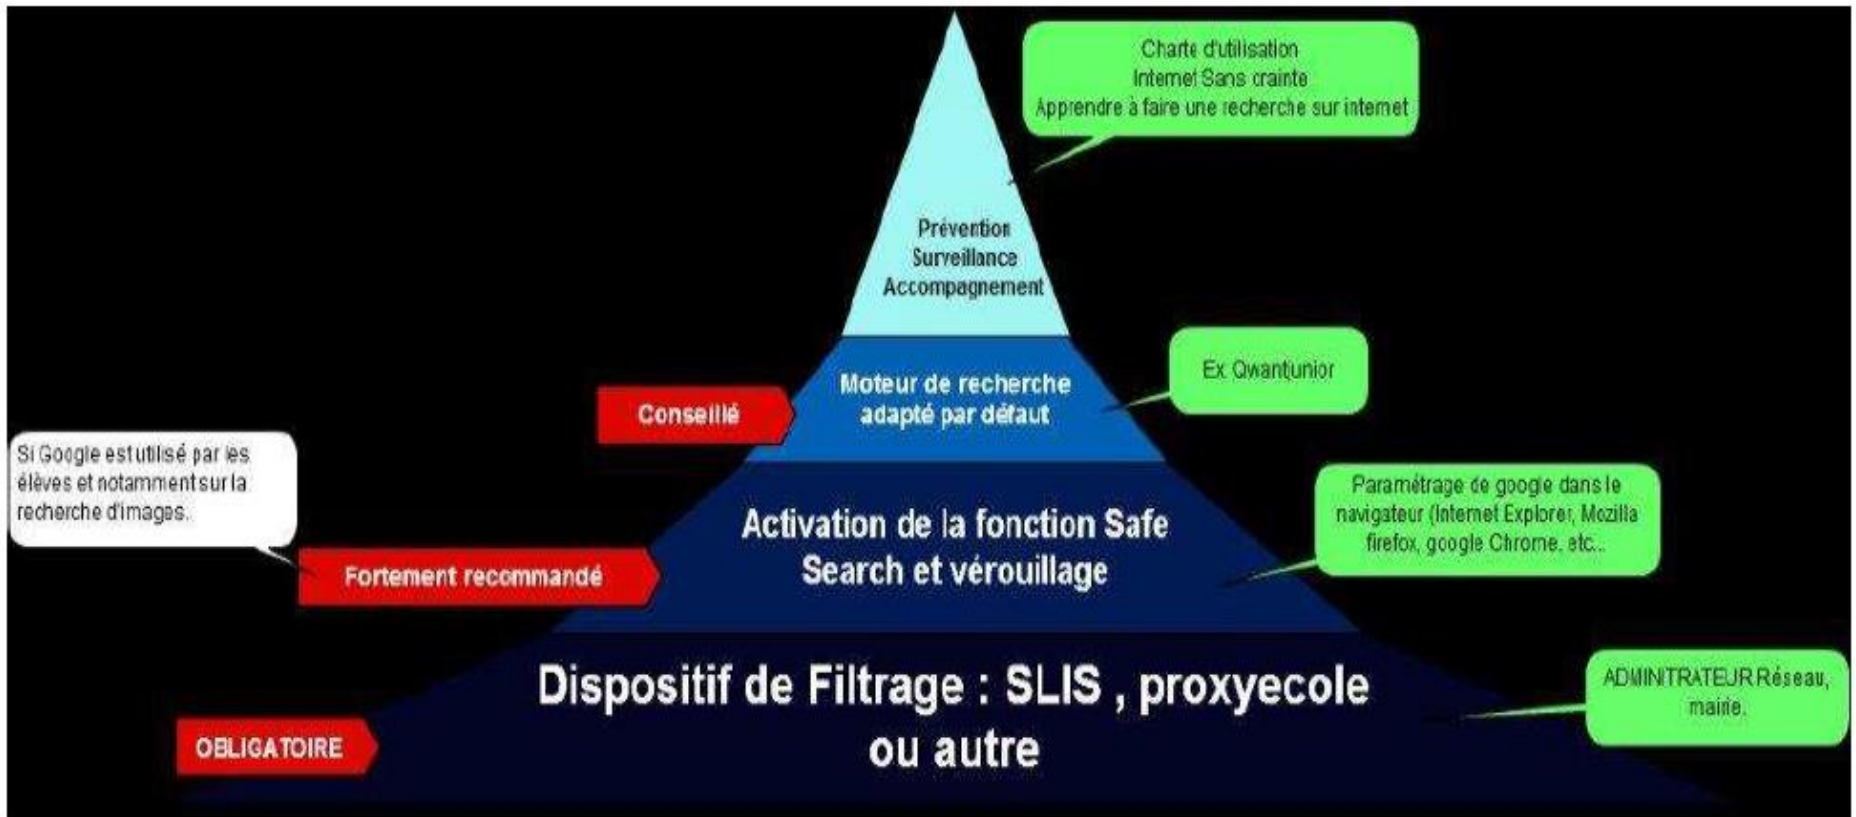 Charte d'utilisation
Internet Sans crainte
Apprendre à faire une recherche sur internet
Prévention
Surveillance
Accompagnement
Conseillé
Moteur de recherche
adapté par défaut
Ex Qwantjunior
Si Google est utilisé par les
élèves et notamment sur la
recherche d'images.
Fortement recommandé
Activation de la fonction Safe
Search et vérouillage
Paramétrage de google dans le
navigateur (Internet Explorer, Mozilla
firefox, google Chrome, etc...
OBLIGATOIRE
Dispositif de Filtrage : SLIS , proxyecole
ou autre
ADMINITRATEUR Réseau,
mairie.